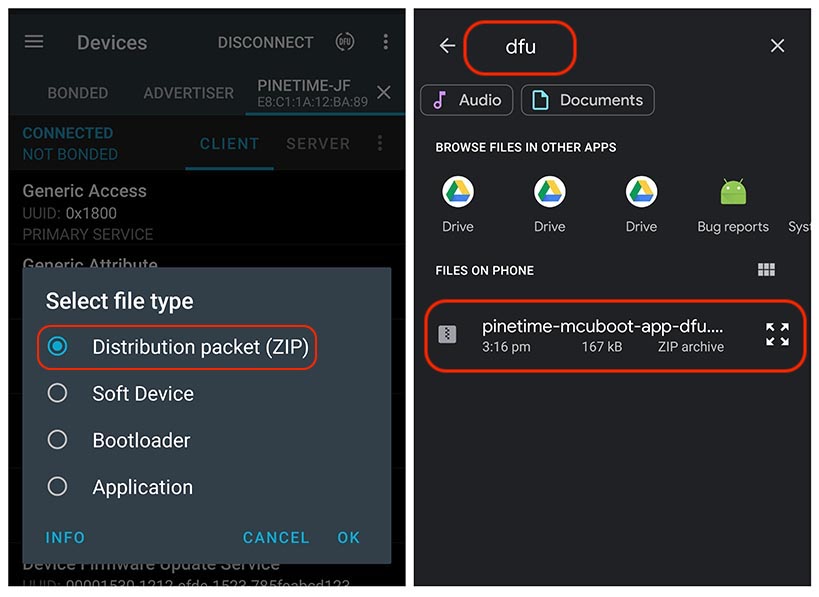 Devices
DISCONNECT
DFU
BONDED
ADVERTISER
PINETIME-JF
E8:C1:1A:12:BA:89
CONNECTED
NOT BONDED
CLIENT
SERVER
Generic Access
UUID: 0x1800
PRIMARY SERVICE
Generic Attribute
Select file type
Distribution packet (ZIP)
Soft Device
Bootloader
Application
INFO
CANCEL
OK
Device Firmware Update Service
UUID: 00001530-1212-efde-1523-785feabcd123
dfu
Audio
Documents
BROWSE FILES IN OTHER APPS
Drive
Drive
Drive
Bug reports
Syst
FILES ON PHONE
pinetime-mcuboot-app-dfu....
3:16 pm 167 kB ZIP archive